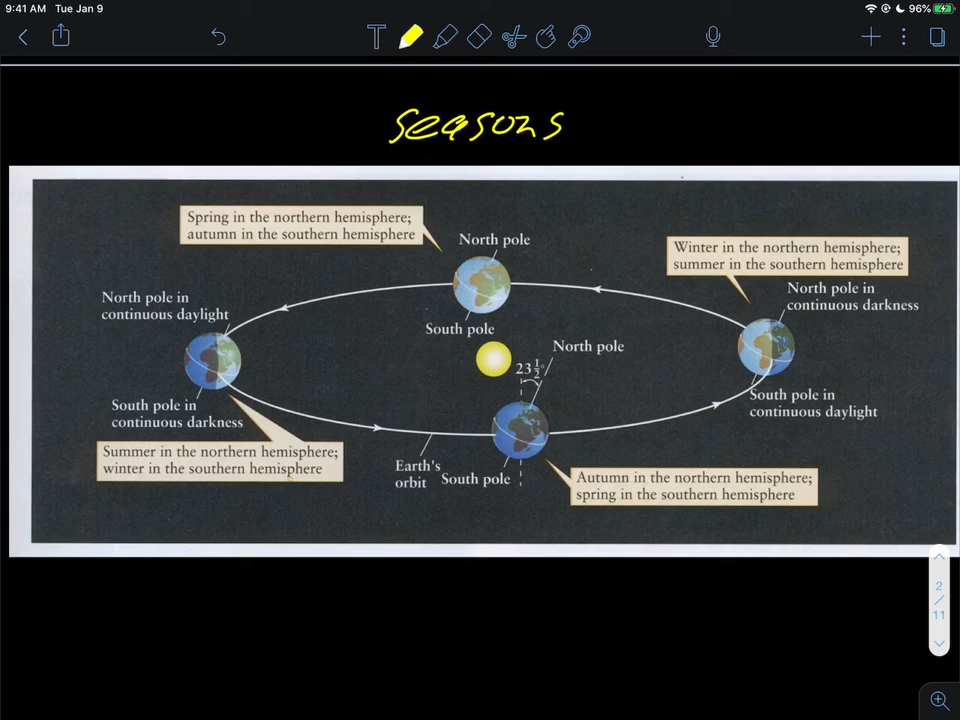 9:41 AM Tue Jan 9
96%
seasons
Spring in the northern hemisphere;
autumn in the southern hemisphere
North pole
Winter in the northern hemisphere;
summer in the southern hemisphere
North pole in
continuous daylight
North pole in
continuous darkness
South pole
North pole
23½°
South pole in
continuous darkness
South pole in
continuous daylight
Summer in the northern hemisphere;
winter in the southern hemisphere
Earth's
orbit
South pole
Autumn in the northern hemisphere;
spring in the southern hemisphere
2
/
11